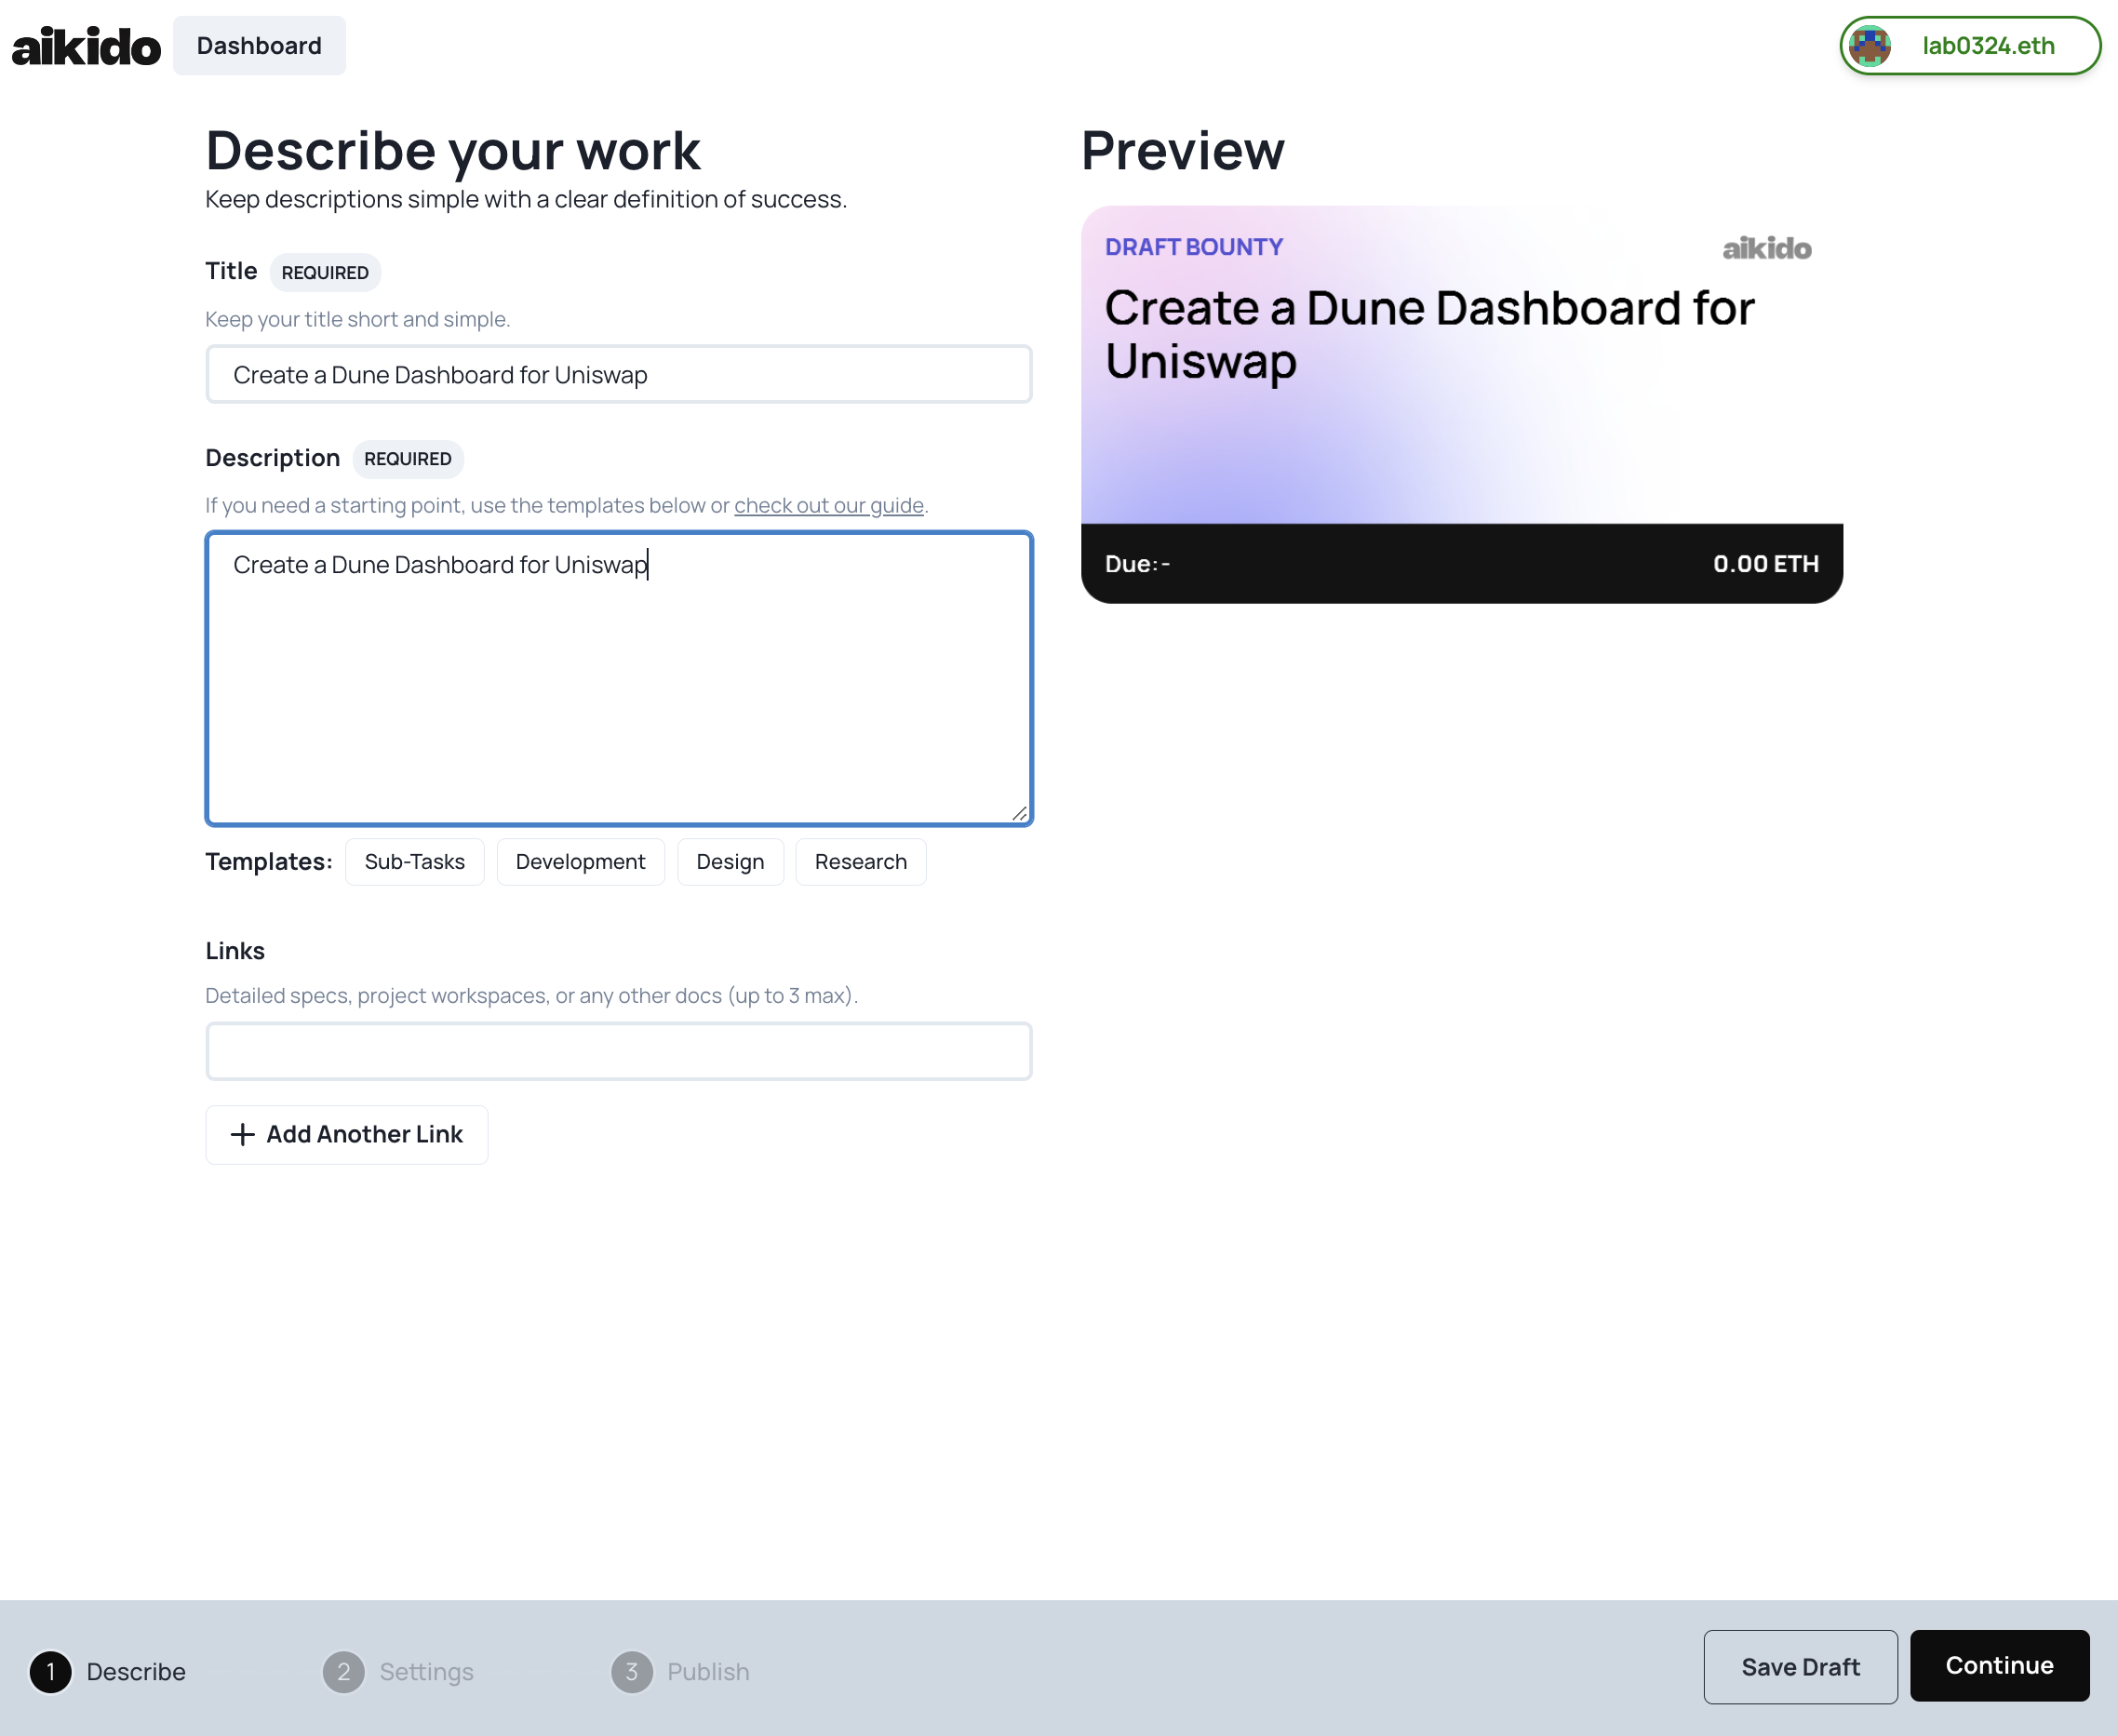 aikido
Dashboard
lab0324.eth
Describe your work
Keep descriptions simple with a clear definition of success.
Title REQUIRED
Keep your title short and simple.
Create a Dune Dashboard for Uniswap
Description REQUIRED
If you need a starting point, use the templates below or check out our guide.
Create a Dune Dashboard for Uniswap
Templates: Sub-Tasks Development Design Research
Links
Detailed specs, project workspaces, or any other docs (up to 3 max).
+ Add Another Link
Preview
DRAFT BOUNTY aikido
Create a Dune Dashboard for
Uniswap
Due:- 0.00 ETH
1 Describe 2 Settings 3 Publish Save Draft Continue